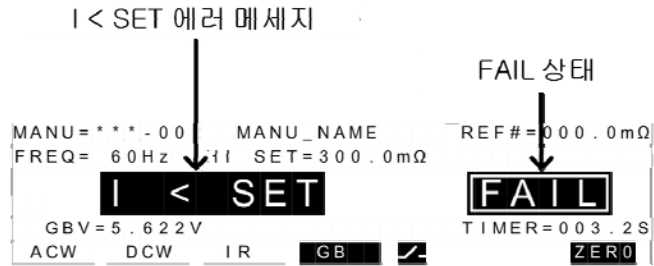 I < SET 에러 메세지
FAIL 상태
MANU=***-00 MANU_NAME REF#=000.0mΩ
FREQ= 60Hz HI SET=300.0mΩ
I < SET FAIL
GBV=5.622V TIMER=003.2S
ACW DCW IR GB ZERO